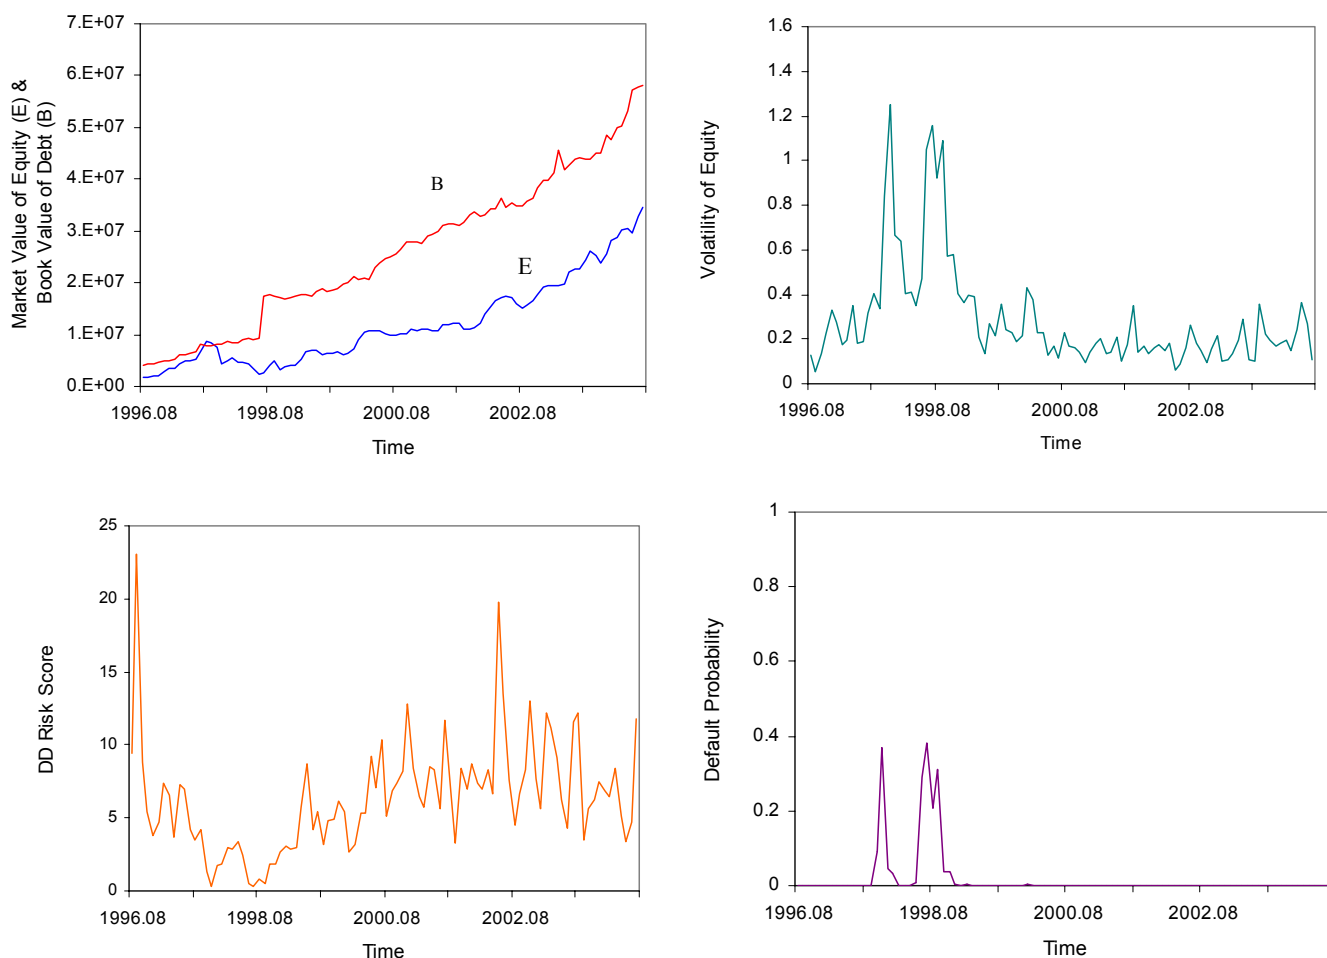 Market Value of Equity (E) &
Book Value of Debt (B)
7.E+07
6.E+07
5.E+07
4.E+07
3.E+07
2.E+07
1.E+07
0.E+00
B
E
1996.08 1998.08 2000.08 2002.08
Time
Volatility of Equity
1.6
1.4
1.2
1
0.8
0.6
0.4
0.2
0
1996.08 1998.08 2000.08 2002.08
Time
DD Risk Score
25
20
15
10
5
0
1996.08 1998.08 2000.08 2002.08
Time
Default Probability
1
0.8
0.6
0.4
0.2
0
1996.08 1998.08 2000.08 2002.08
Time